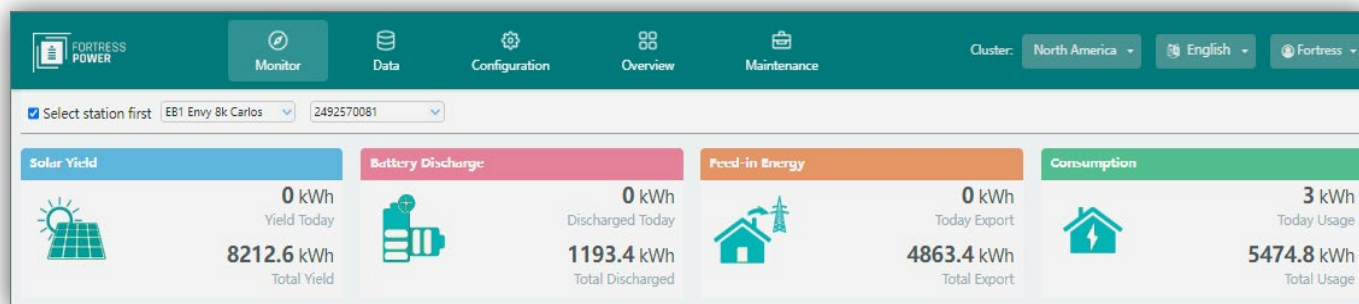 FORTRESS
POWER
Monitor
Data
Configuration
Overview
Maintenance
Cluster:
North America
English
Fortress
Select station first
EB1 Envy 8k Carlos
2492570081
Solar Yield
0 kWh
Yield Today
8212.6 kWh
Total Yield
Battery Discharge
0 kWh
Discharged Today
1193.4 kWh
Total Discharged
Feed-in Energy
0 kWh
Today Export
4863.4 kWh
Total Export
Consumption
3 kWh
Today Usage
5474.8 kWh
Total Usage